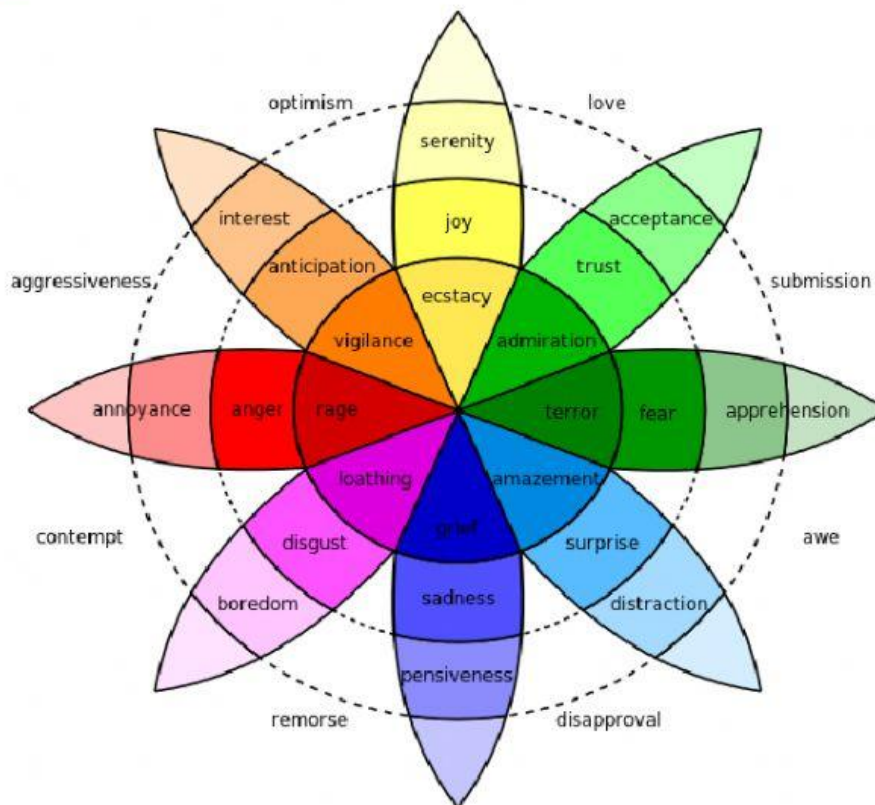 optimism love
serenity
interest joy acceptance
anticipation trust
aggressiveness submission
ecstacy
vigilance admiration
annoyance anger rage terror fear apprehension
loathing amazement
contempt grief awe
disgust surprise
boredom sadness distraction
pensiveness
remorse disapproval